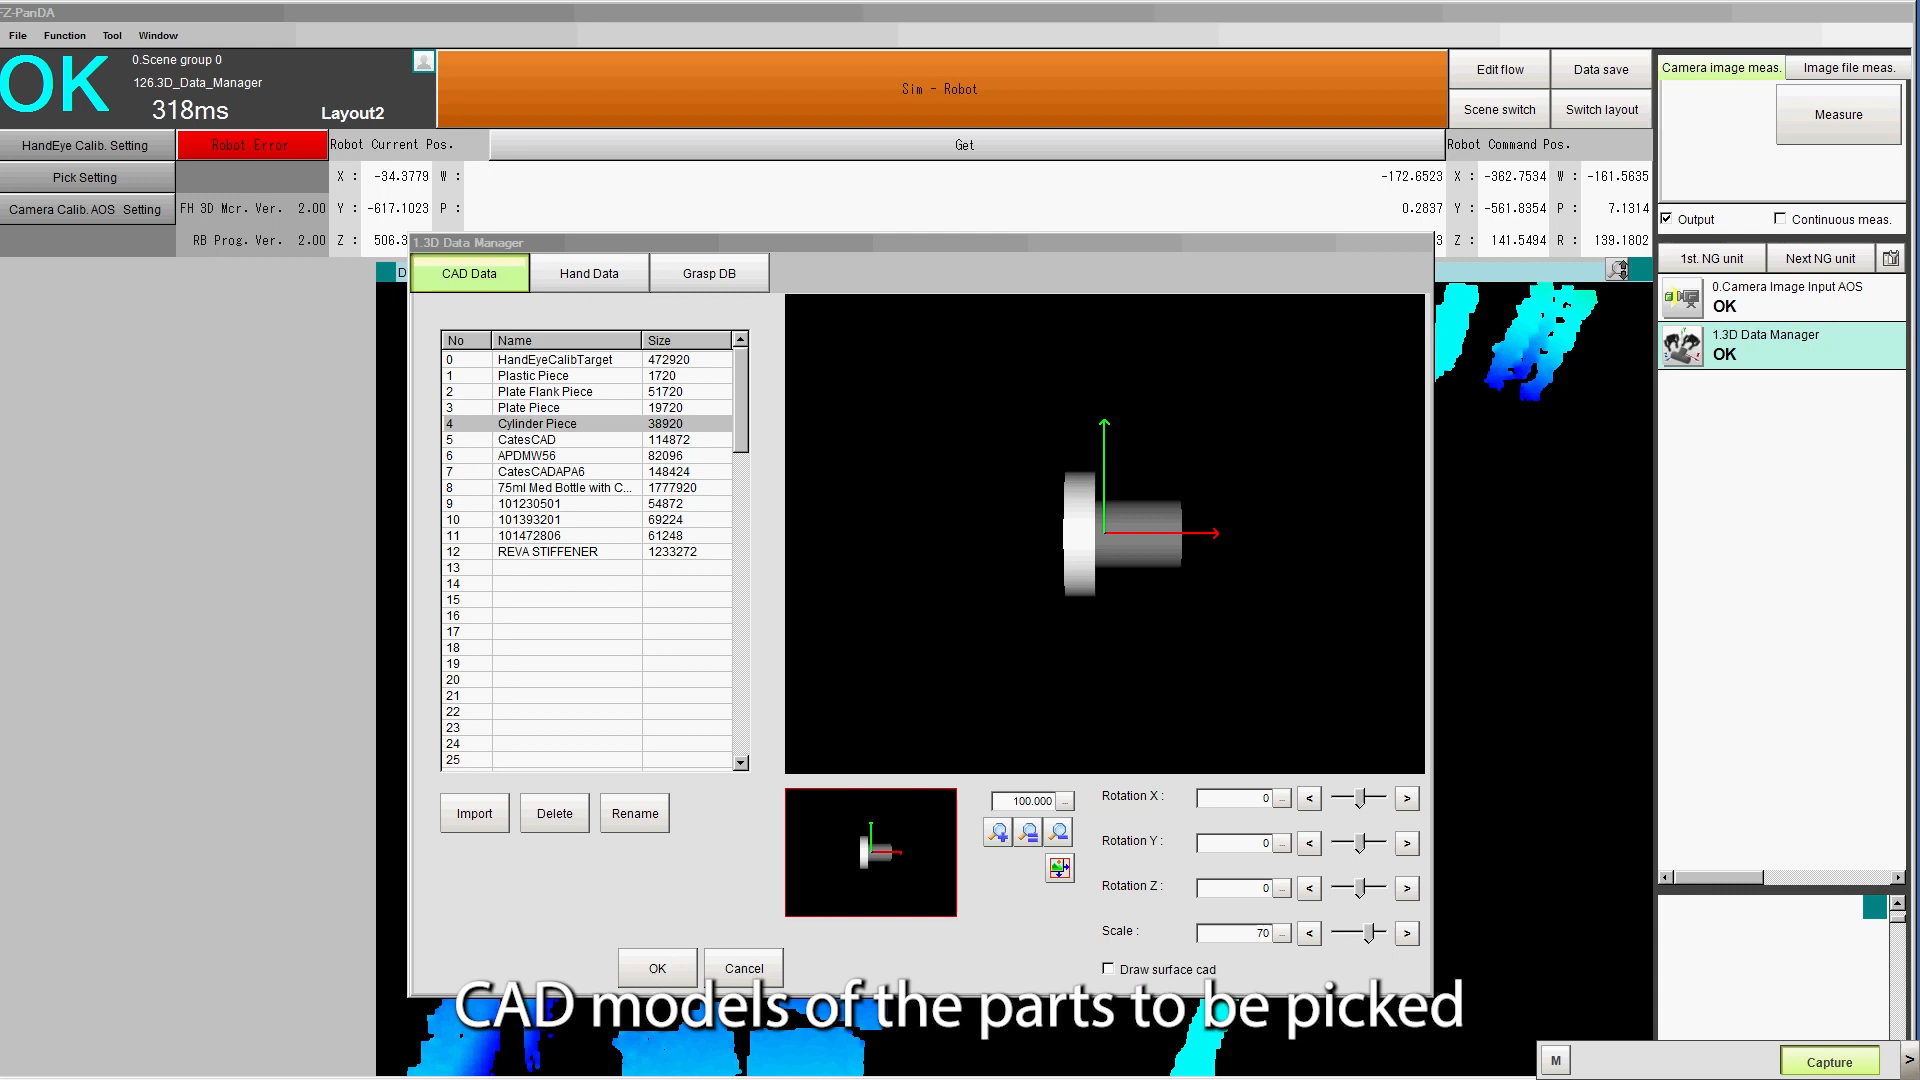 FZ-PanDA
File Function Tool Window
OK
0.Scene group 0
126.3D_Data_Manager
318ms
Layout2
Sim - Robot
Edit flow
Data save
Scene switch
Switch layout
Camera image meas.
Image file meas.
Measure
Output
Continuous meas.
1st. NG unit
Next NG unit
0.Camera Image Input AOS
OK
1.3D Data Manager
OK
HandEye Calib. Setting
Robot Error
Robot Current Pos.
Get
Robot Command Pos.
Pick Setting
X : -34.3779 W : -172.6523 X : -362.7534 W : -161.5635
Camera Calib. AOS Setting
FH 3D Mcr. Ver. 2.00 Y : -617.1023 P : 0.2837 Y : -561.8354 P : 7.1314
RB Prog. Ver. 2.00 Z : 506.3 3 Z : 141.5494 R : 139.1802
D
1.3D Data Manager
CAD Data
Hand Data
Grasp DB
No Name Size
0 HandEyeCalibTarget 472920
1 Plastic Piece 1720
2 Plate Flank Piece 51720
3 Plate Piece 19720
4 Cylinder Piece 38920
5 CatesCAD 114872
6 APDMW56 82096
7 CatesCADAPA6 148424
8 75ml Med Bottle with C... 1777920
9 101230501 54872
10 101393201 69224
11 101472806 61248
12 REVA STIFFENER 1233272
13
14
15
16
17
18
19
20
21
22
23
24
25
Import
Delete
Rename
100.000 ...
Rotation X : 0 ... < >
Rotation Y : 0 ... < >
Rotation Z : 0 ... < >
Scale : 70 ... < >
Draw surface cad
OK
Cancel
CAD models of the parts to be picked
M
Capture
>